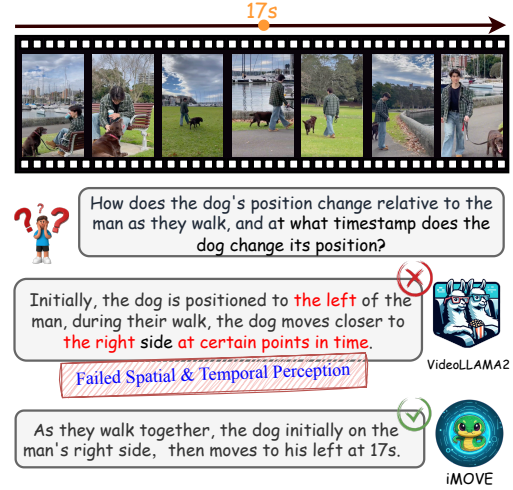 17s
How does the dog's position change relative to the
man as they walk, and at what timestamp does the
dog change its position?
Initially, the dog is positioned to the left of the
man, during their walk, the dog moves closer to
the right side at certain points in time.
VideoLLAMA2
Failed Spatial & Temporal Perception
As they walk together, the dog initially on the
man's right side, then moves to his left at 17s.
iMOVE